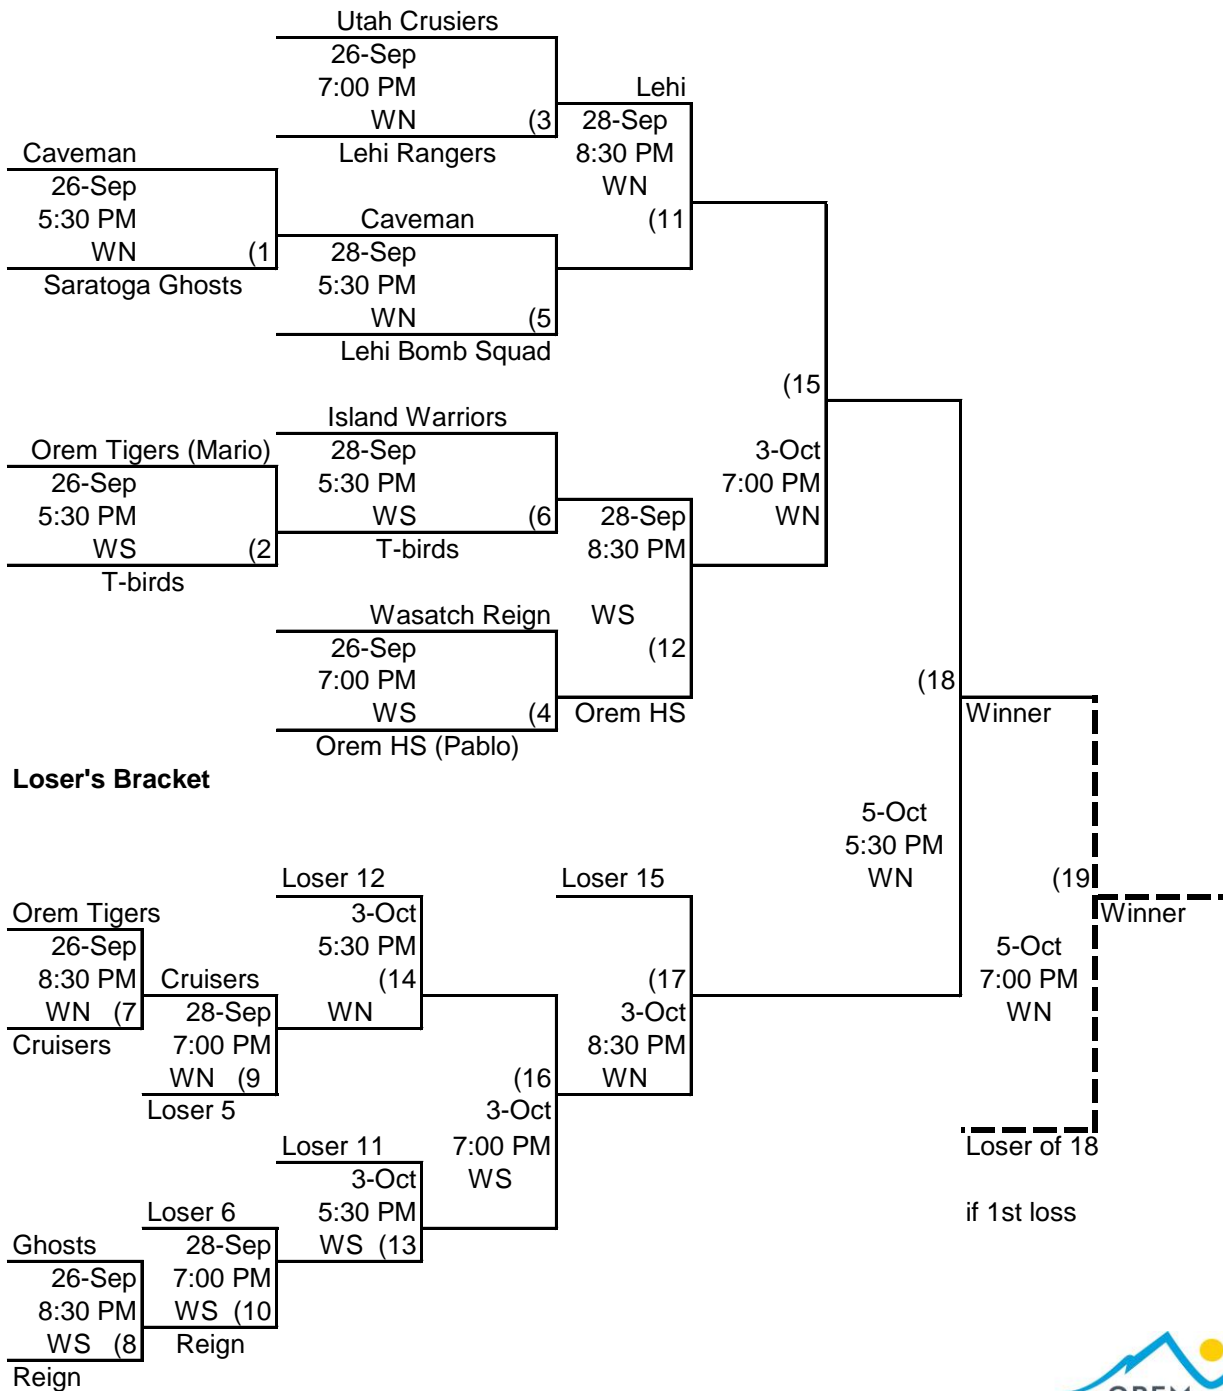 Utah Crusiers
26-Sep
7:00 PM
WN (3
Lehi Rangers
Lehi
28-Sep
8:30 PM
WN
(11
Caveman
26-Sep
5:30 PM
WN (1
Saratoga Ghosts
Caveman
28-Sep
5:30 PM
WN (5
Lehi Bomb Squad
(15
3-Oct
7:00 PM
WN
Island Warriors
28-Sep
5:30 PM
WS (6
T-birds
Orem Tigers (Mario)
26-Sep
5:30 PM
WS (2
T-birds
28-Sep
8:30 PM
WS
(12
Orem HS
Wasatch Reign
26-Sep
7:00 PM
WS (4
Orem HS (Pablo)
(18
Winner
5-Oct
5:30 PM
WN
Loser's Bracket
Loser 12
3-Oct
5:30 PM
(14
WN
Loser 15
(17
3-Oct
8:30 PM
WN
(19
Winner
5-Oct
7:00 PM
WN
Orem Tigers
26-Sep
8:30 PM
WN (7
Cruisers
Cruisers
28-Sep
7:00 PM
WN (9
Loser 5
(16
3-Oct
7:00 PM
WS
Loser 11
3-Oct
5:30 PM
WS (13
Loser of 18
if 1st loss
Loser 6
28-Sep
7:00 PM
WS (10
Reign
Ghosts
26-Sep
8:30 PM
WS (8
Reign